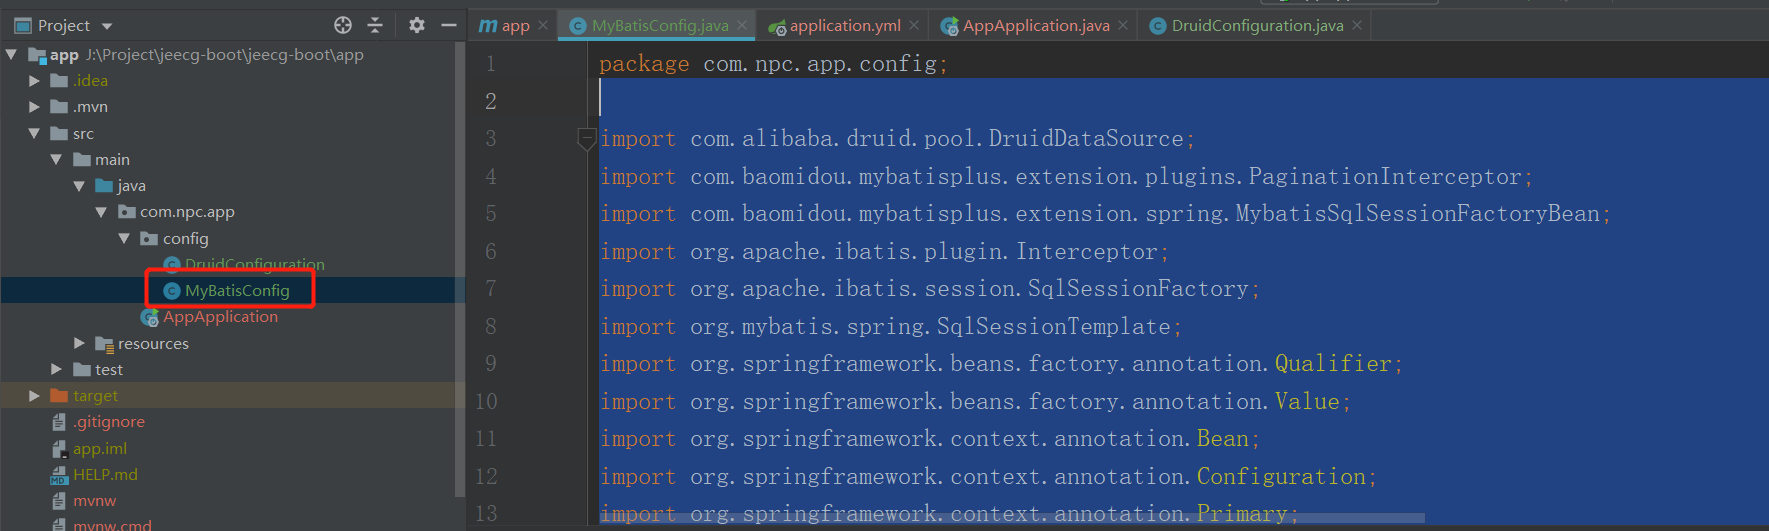 Project
app J:\Project\jeecg-boot\jeecg-boot\app
.idea
.mvn
src
main
java
com.npc.app
config
DruidConfiguration
MyBatisConfig
AppApplication
resources
test
target
.gitignore
app.iml
HELP.md
mvnw
mvnw.cmd
m app MyBatisConfig.java application.yml AppApplication.java DruidConfiguration.java
1 package com.npc.app.config;
2
3 import com.alibaba.druid.pool.DruidDataSource;
4 import com.baomidou.mybatisplus.extension.plugins.PaginationInterceptor;
5 import com.baomidou.mybatisplus.extension.spring.MybatisSqlSessionFactoryBean;
6 import org.apache.ibatis.plugin.Interceptor;
7 import org.apache.ibatis.session.SqlSessionFactory;
8 import org.mybatis.spring.SqlSessionTemplate;
9 import org.springframework.beans.factory.annotation.Qualifier;
10 import org.springframework.beans.factory.annotation.Value;
11 import org.springframework.context.annotation.Bean;
12 import org.springframework.context.annotation.Configuration;
13 import org.springframework.context.annotation.Primary;